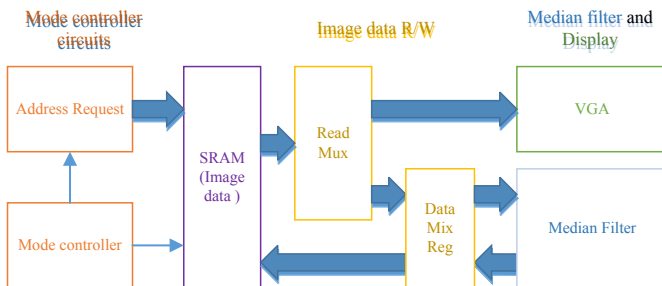 Mode controller
circuits
Image data R/W
Median filter and
Display
Address Request
SRAM
(Image
data )
Read
Mux
VGA
Mode controller
Data
Mix
Reg
Median Filter